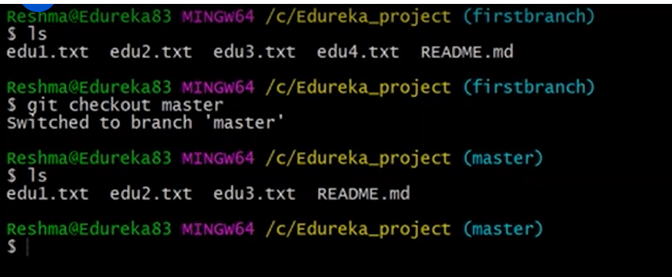 Reshma@Edureka83 MINGW64 /c/Edureka_project (firstbranch)
$ ls
edu1.txt  edu2.txt  edu3.txt  edu4.txt  README.md
Reshma@Edureka83 MINGW64 /c/Edureka_project (firstbranch)
$ git checkout master
Switched to branch 'master'
Reshma@Edureka83 MINGW64 /c/Edureka_project (master)
$ ls
edu1.txt  edu2.txt  edu3.txt  README.md
Reshma@Edureka83 MINGW64 /c/Edureka_project (master)
$